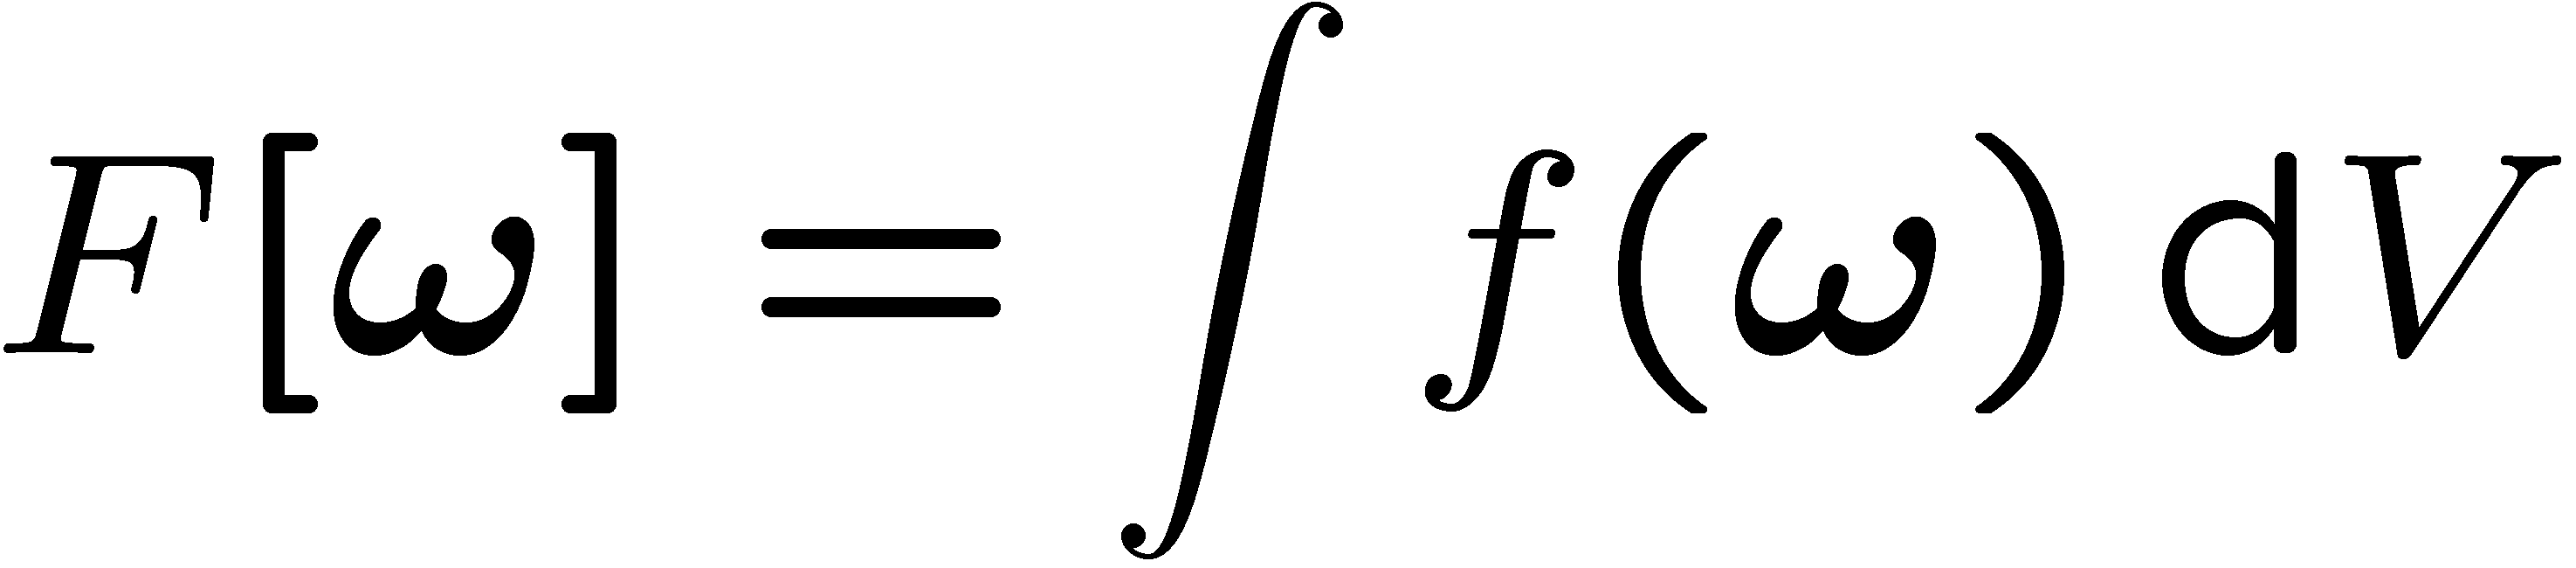 F[ω] = ∫ f(ω) dV